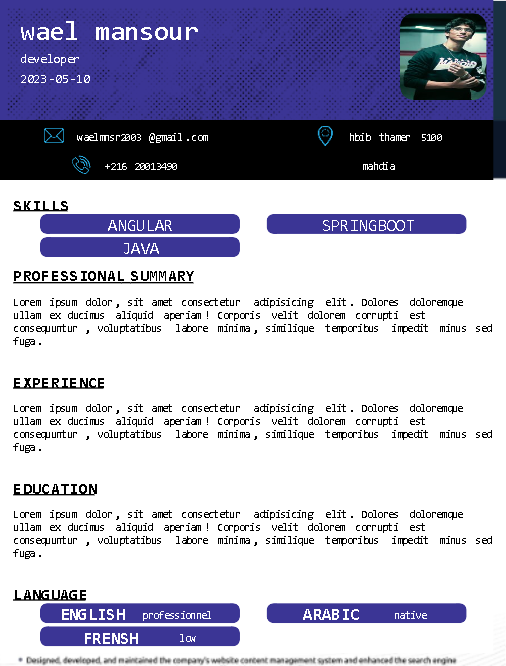 wael mansour
developer
2023-05-10
waelmnsr2003 @gmail.com
hbib thamer 5100
+216 20013490
mahdia
SKILLS
ANGULAR
SPRINGBOOT
JAVA
PROFESSIONAL SUMMARY
Lorem ipsum dolor, sit amet consectetur adipisicing elit. Dolores doloremque
ullam ex ducimus aliquid aperiam! Corporis velit dolorem corrupti est
consequuntur , voluptatibus labore minima, similique temporibus impedit minus sed
fuga.
EXPERIENCE
Lorem ipsum dolor, sit amet consectetur adipisicing elit. Dolores doloremque
ullam ex ducimus aliquid aperiam! Corporis velit dolorem corrupti est
consequuntur , voluptatibus labore minima, similique temporibus impedit minus sed
fuga.
EDUCATION
Lorem ipsum dolor, sit amet consectetur adipisicing elit. Dolores doloremque
ullam ex ducimus aliquid aperiam! Corporis velit dolorem corrupti est
consequuntur , voluptatibus labore minima, similique temporibus impedit minus sed
fuga.
LANGUAGE
ENGLISH professionnel
ARABIC native
FRENSH low
* Designed, developed, and maintained the company's website content management system and enhanced the search engine